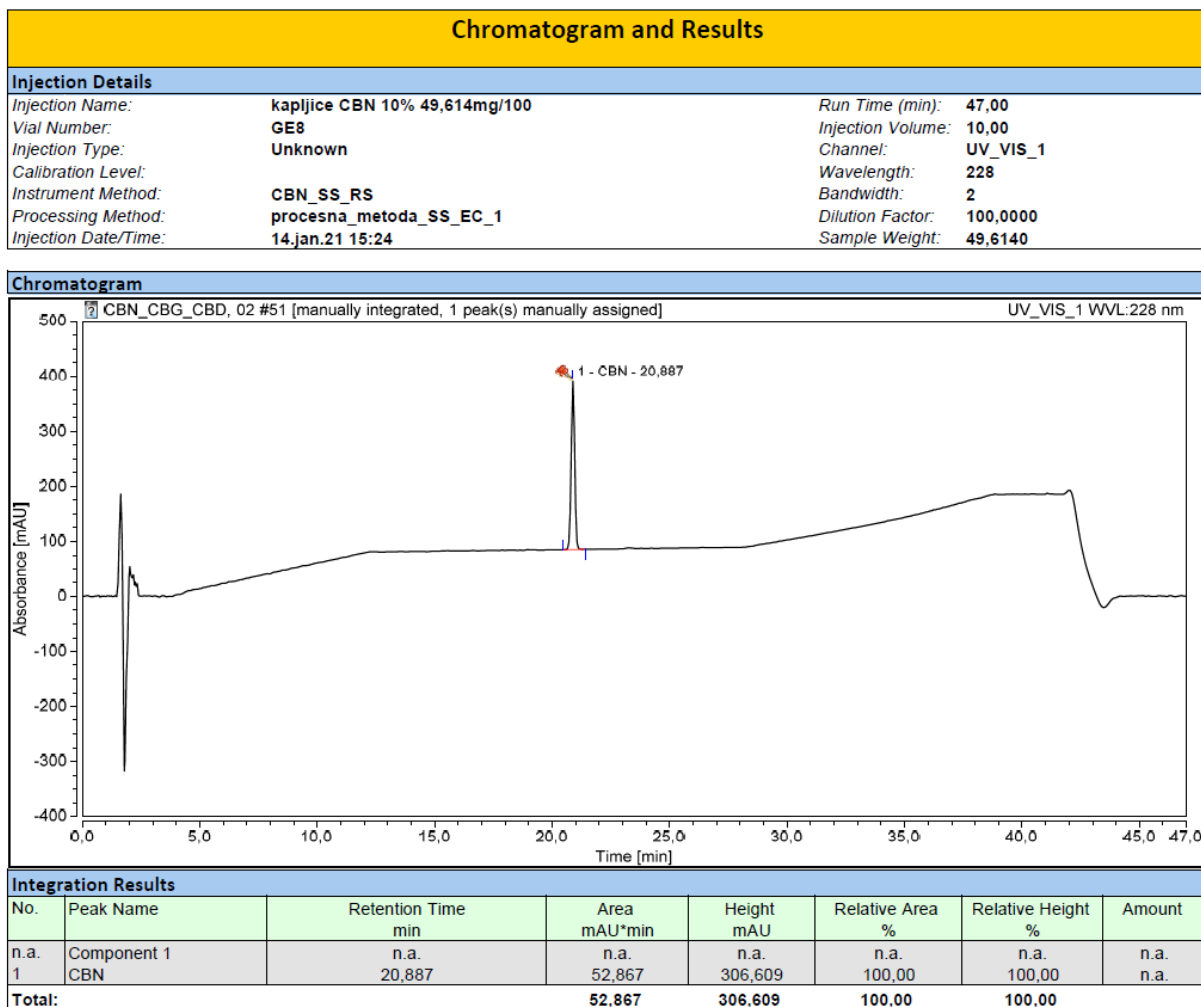 Chromatogram and Results
Injection Details
Injection Name: kapljice CBN 10% 49,614mg/100 Run Time (min): 47,00
Vial Number: GE8 Injection Volume: 10,00
Injection Type: Unknown Channel: UV_VIS_1
Calibration Level: Wavelength: 228
Instrument Method: CBN_SS_RS Bandwidth: 2
Processing Method: procesna_metoda_SS_EC_1 Dilution Factor: 100,0000
Injection Date/Time: 14.jan.21 15:24 Sample Weight: 49,6140
Chromatogram
CBN_CBG_CBD, 02 #51 [manually integrated, 1 peak(s) manually assigned] UV_VIS_1 WVL:228 nm
500
400
300
200
100
0
-100
-200
-300
-400
Absorbance [mAU]
1 - CBN - 20,887
0,0 5,0 10,0 15,0 20,0 25,0 30,0 35,0 40,0 45,0 47,0
Time [min]
Integration Results
No. Peak Name Retention Time Area Height Relative Area Relative Height Amount
min mAU*min mAU % %
n.a. Component 1 n.a. n.a. n.a. n.a. n.a. n.a.
1 CBN 20,887 52,867 306,609 100,00 100,00 n.a.
Total: 52,867 306,609 100,00 100,00